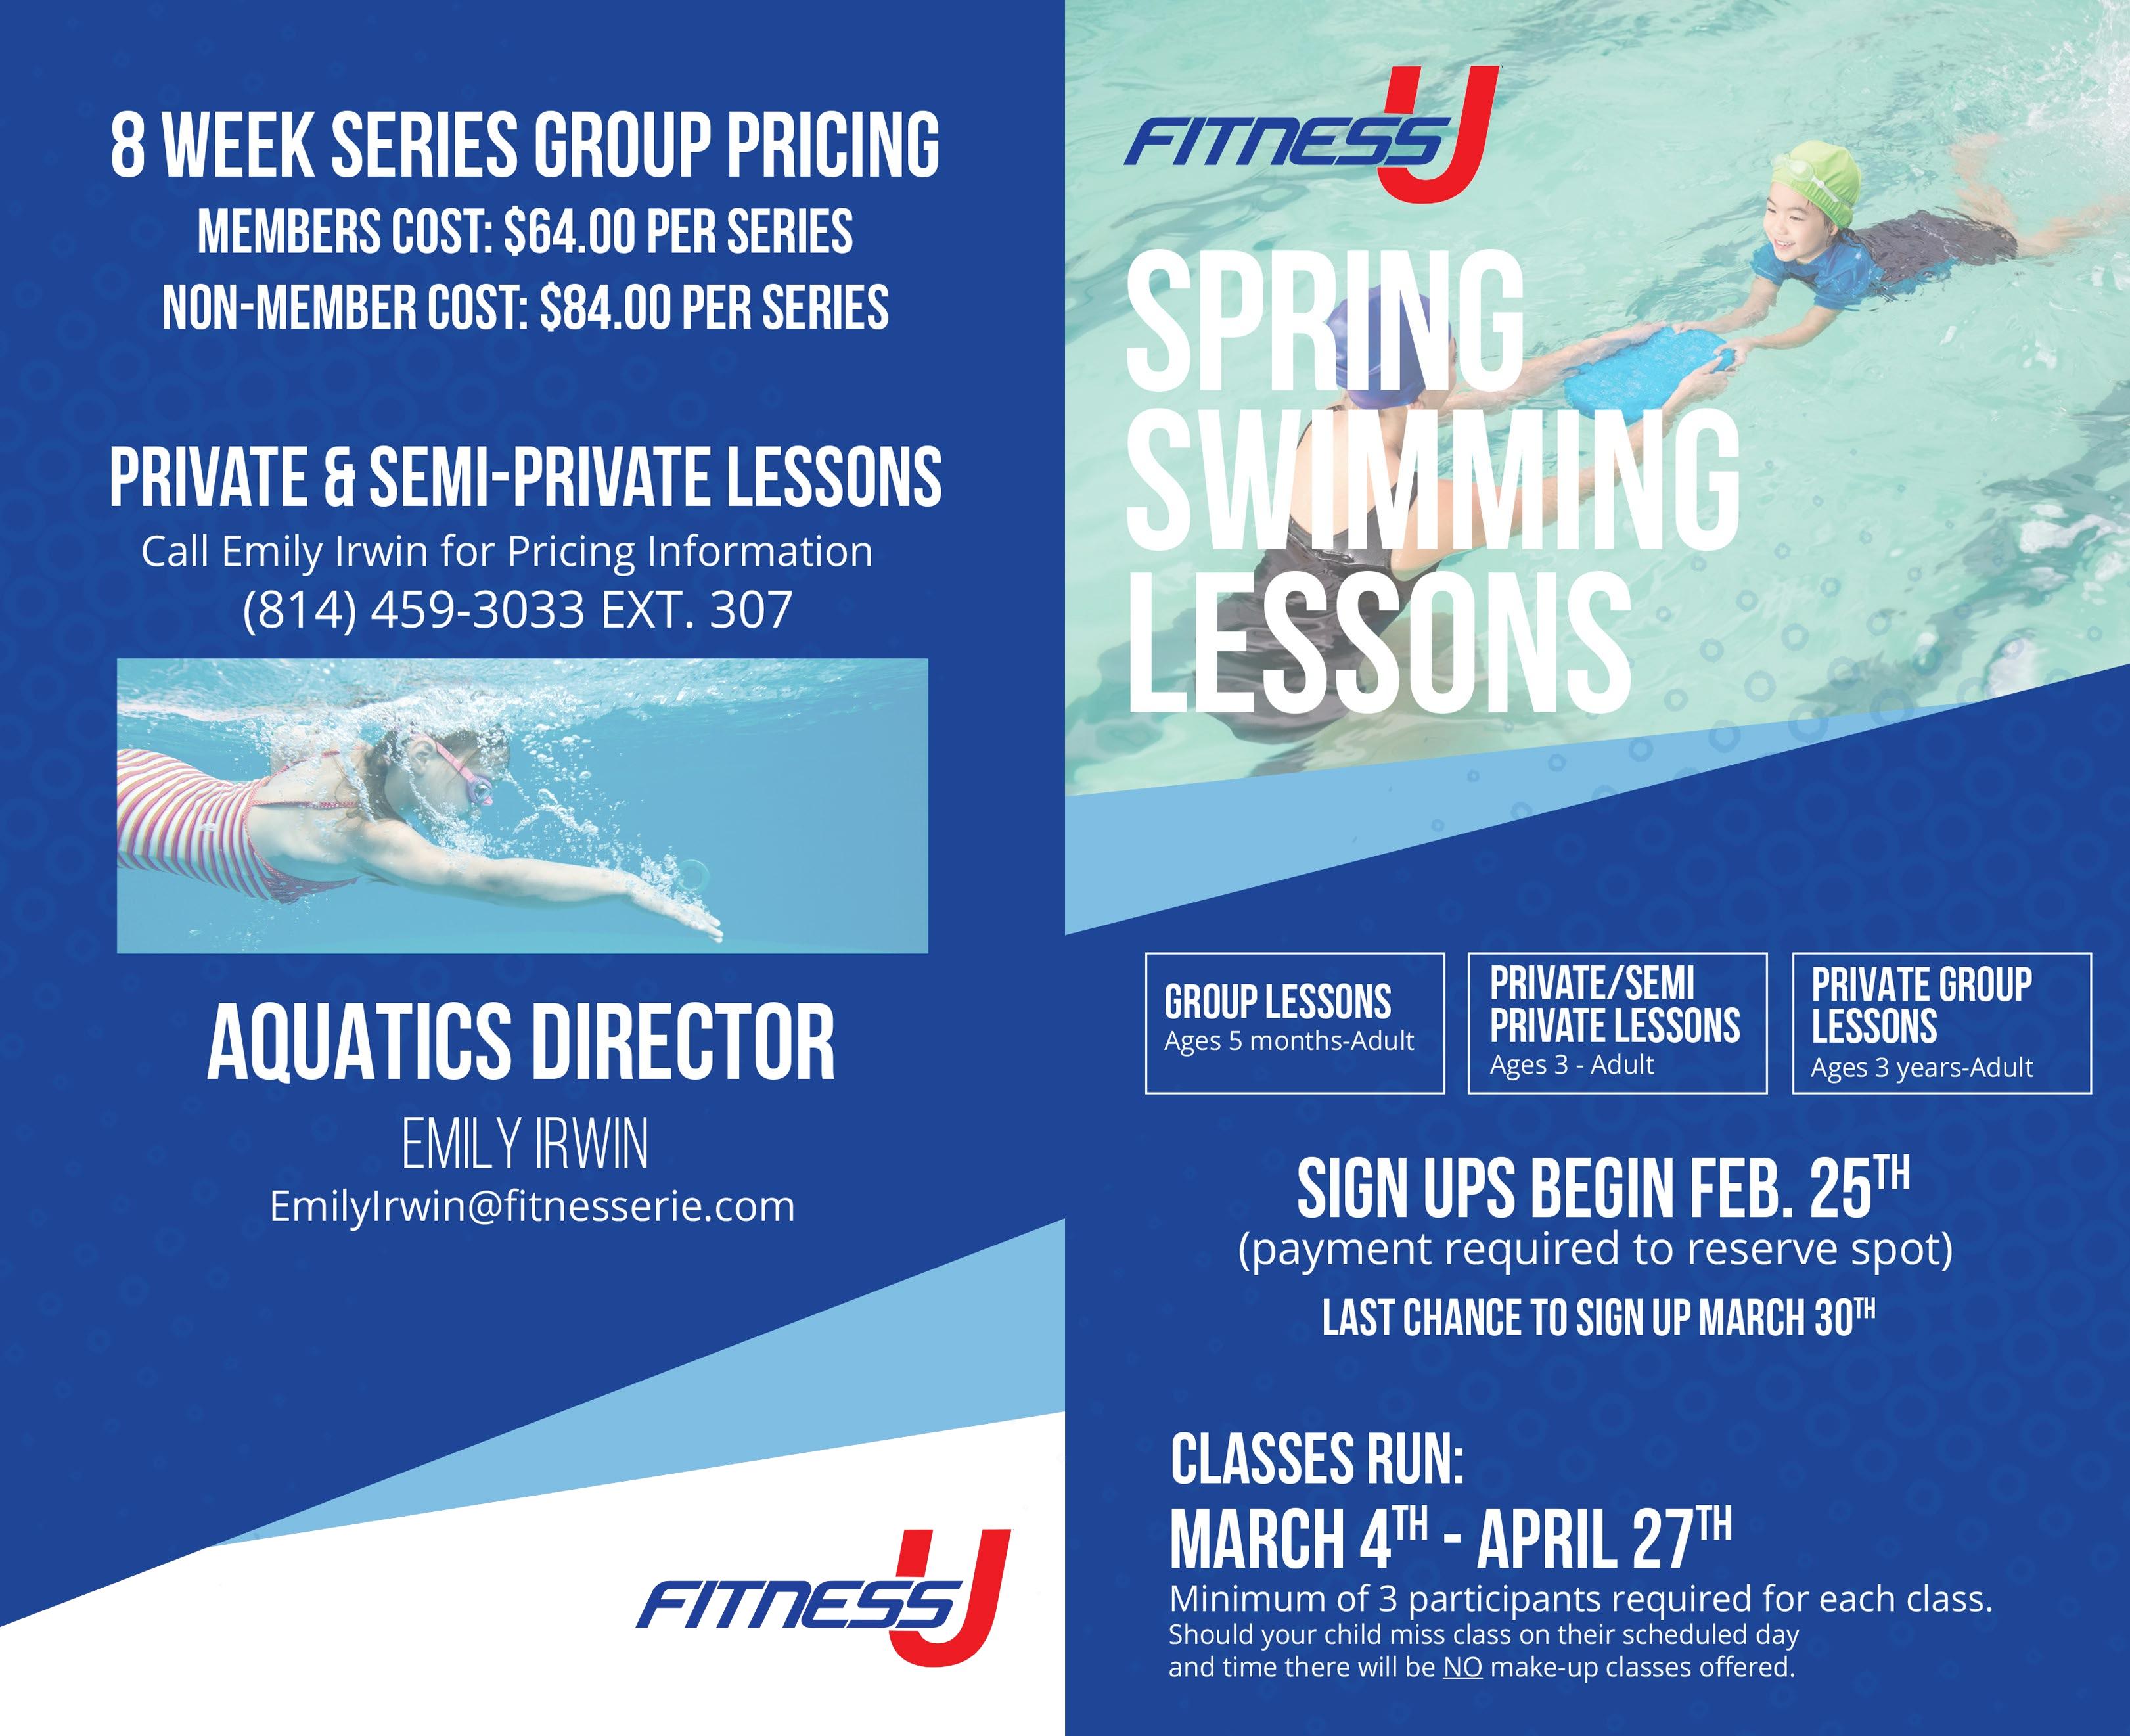 8 WEEK SERIES GROUP PRICING
MEMBERS COST: $64.00 PER SERIES
NON-MEMBER COST: $84.00 PER SERIES
PRIVATE & SEMI-PRIVATE LESSONS
Call Emily Irwin for Pricing Information
(814) 459-3033 EXT. 307
AQUATICS DIRECTOR
EMILY IRWIN
EmilyIrwin@fitnesserie.com
FITNESS U
FITNESS U
SPRING
SWIMMING
LESSONS
GROUP LESSONS
Ages 5 months-Adult
PRIVATE/SEMI
PRIVATE LESSONS
Ages 3 - Adult
PRIVATE GROUP
LESSONS
Ages 3 years-Adult
SIGN UPS BEGIN FEB. 25TH
(payment required to reserve spot)
LAST CHANCE TO SIGN UP MARCH 30TH
CLASSES RUN:
MARCH 4TH - APRIL 27TH
Minimum of 3 participants required for each class.
Should your child miss class on their scheduled day
and time there will be NO make-up classes offered.